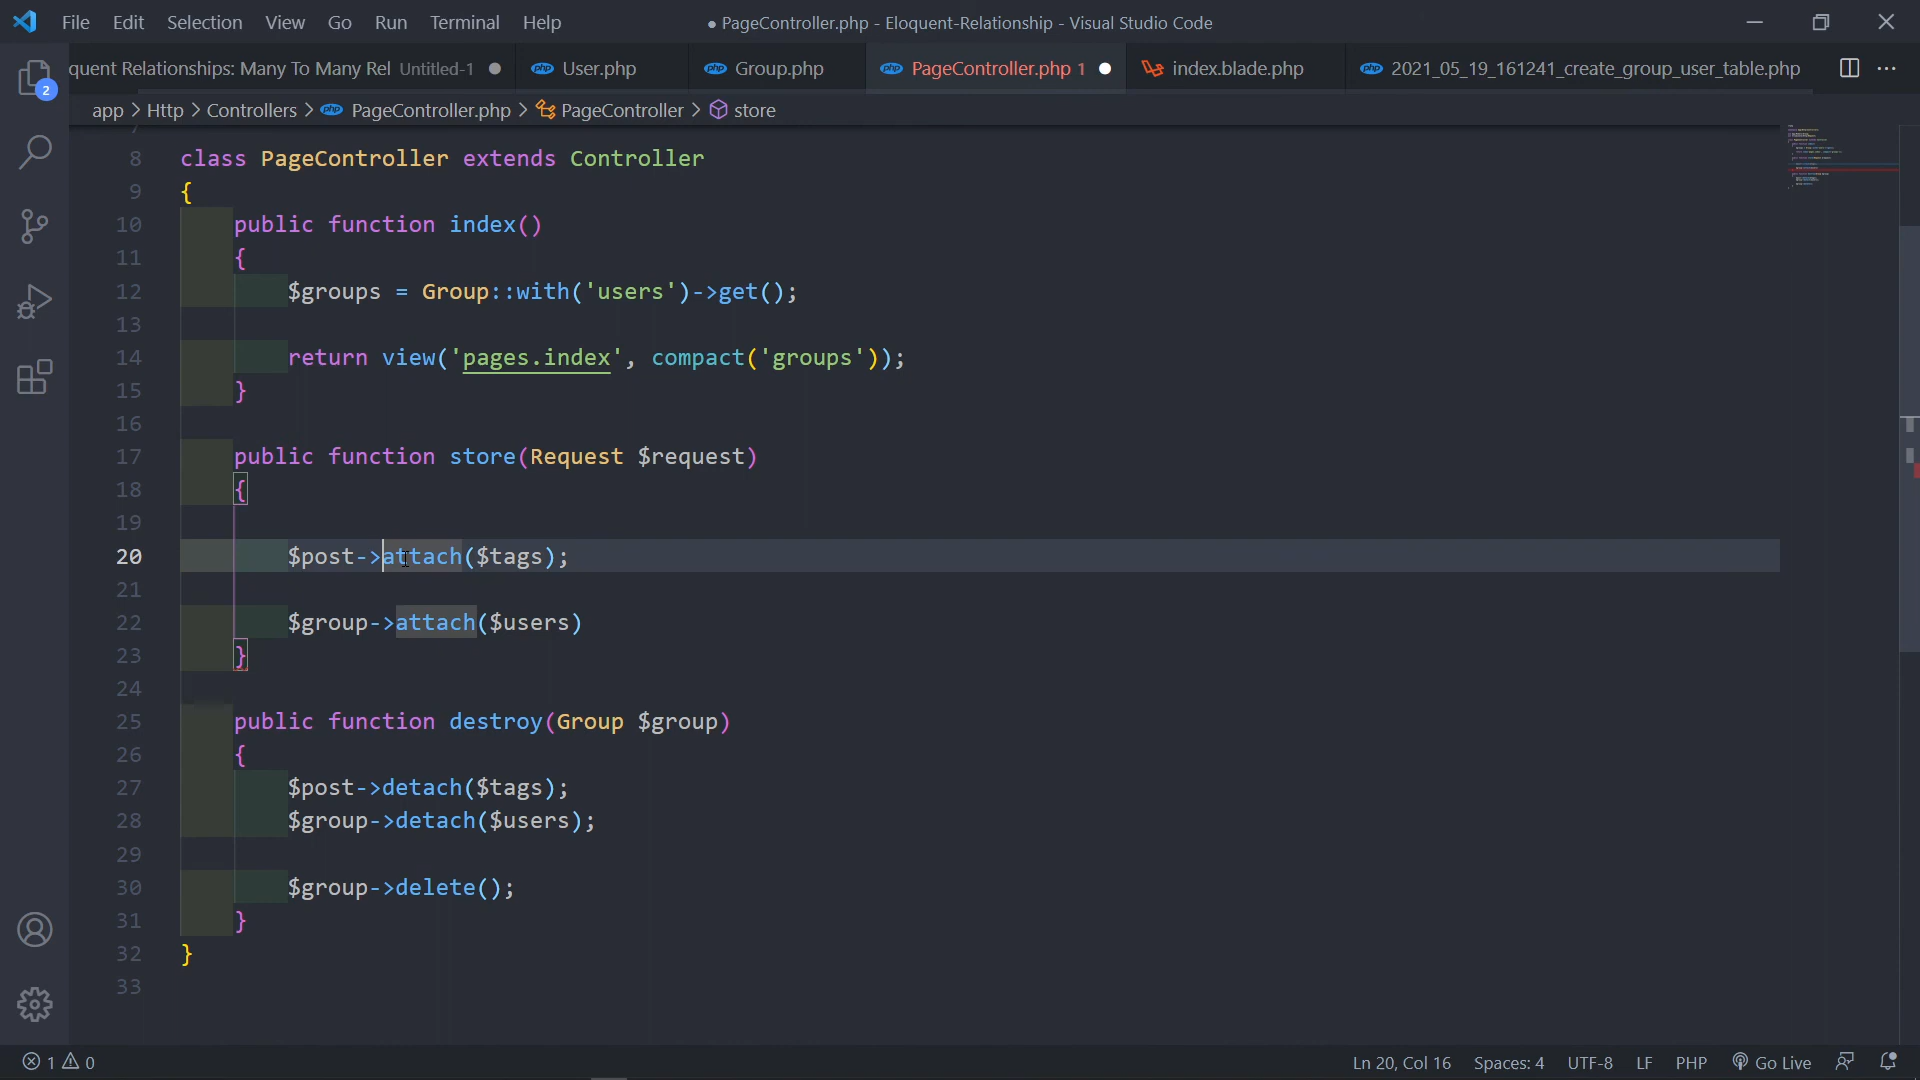 File Edit Selection View Go Run Terminal Help ● PageController.php - Eloquent-Relationship - Visual Studio Code
quent Relationships: Many To Many Rel Untitled-1 ● User.php Group.php PageController.php 1 ● index.blade.php 2021_05_19_161241_create_group_user_table.php
app > Http > Controllers > PageController.php > PageController > store
2
8 class PageController extends Controller
9 {
10 public function index()
11 {
12 $groups = Group::with('users')->get();
13
14 return view('pages.index', compact('groups'));
15 }
16
17 public function store(Request $request)
18 {
19
20 $post->attach($tags);
21
22 $group->attach($users)
23 }
24
25 public function destroy(Group $group)
26 {
27 $post->detach($tags);
28 $group->detach($users);
29
30 $group->delete();
31 }
32 }
33
1 0 Ln 20, Col 16 Spaces: 4 UTF-8 LF PHP Go Live